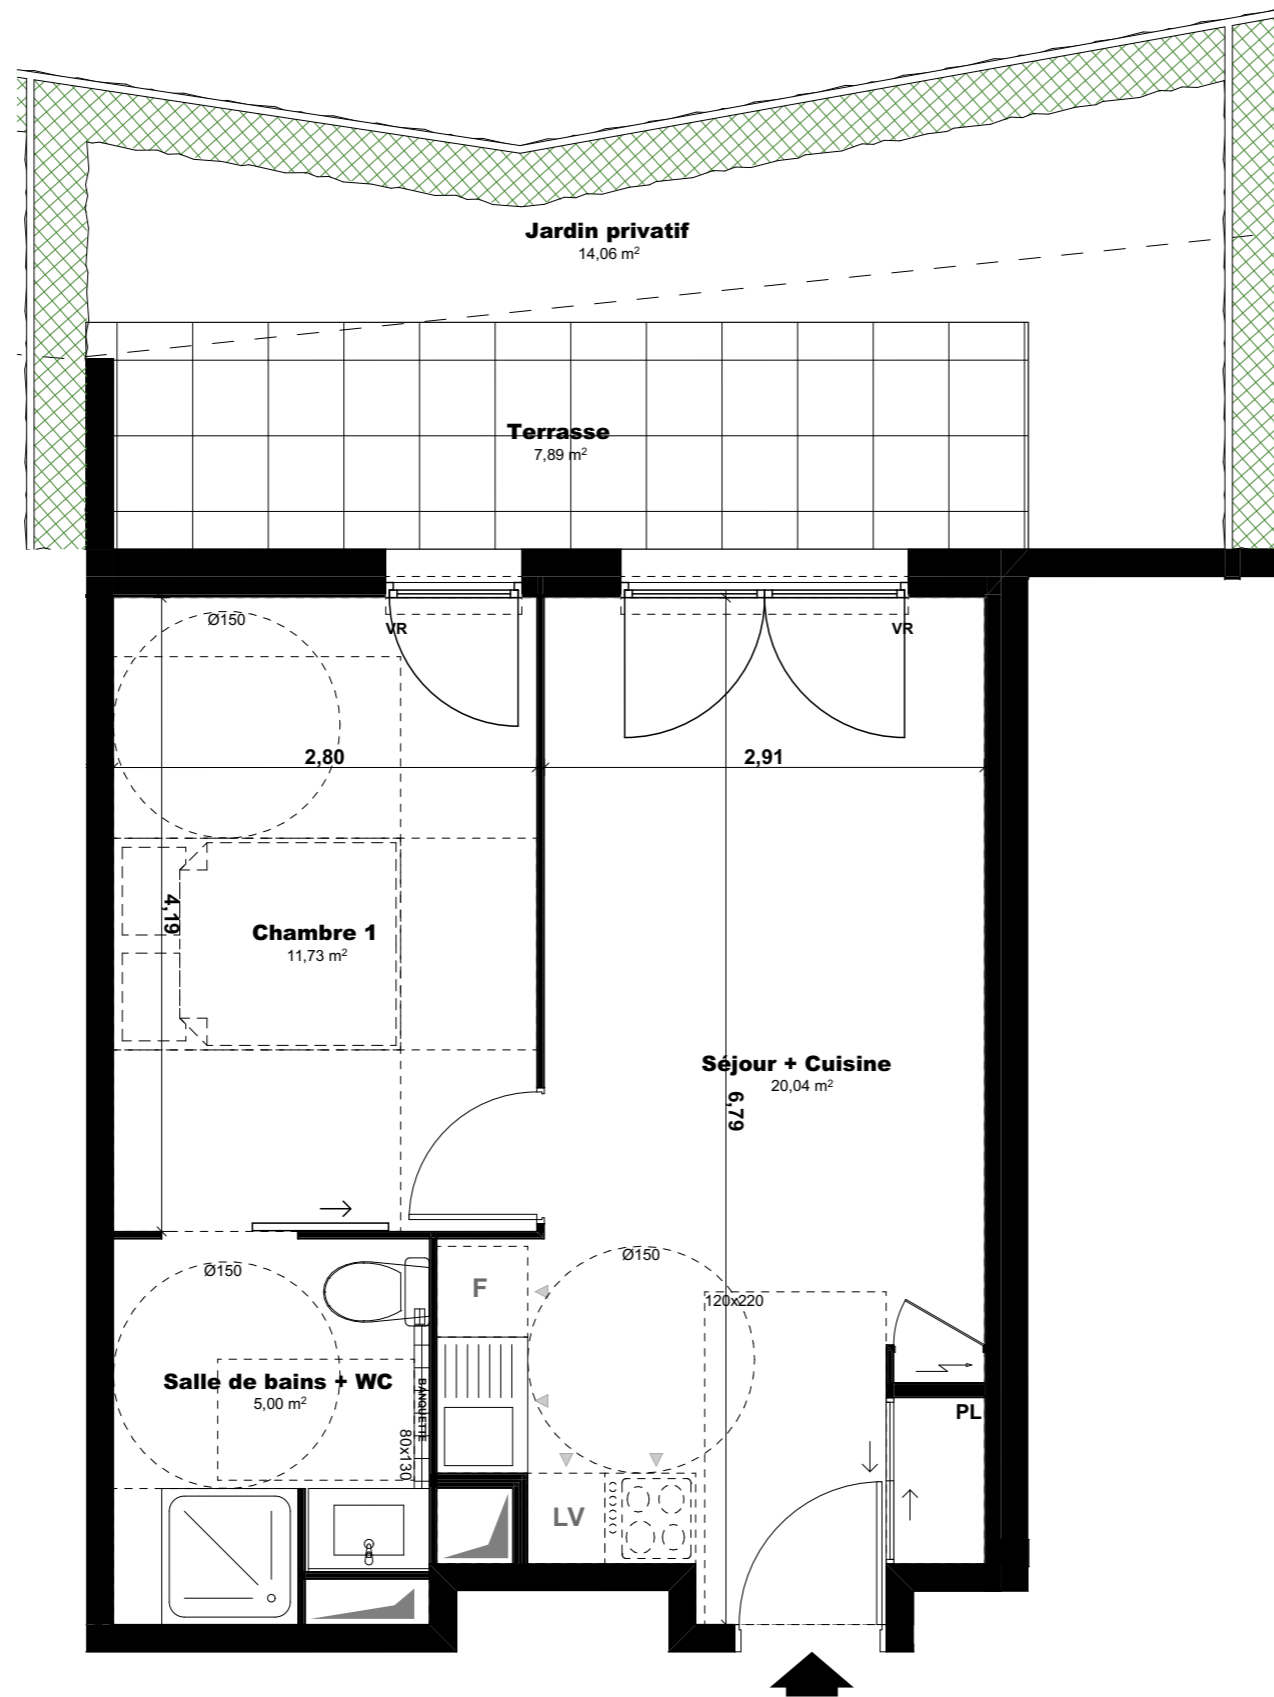 Jardin privatif
14,06 m²
Terrasse
7,89 m²
Ø150
VR
VR
2,80
2,91
4,19
Chambre 1
11,73 m²
Séjour + Cuisine
20,04 m²
6,79
Ø150
Ø150
F
120x220
Salle de bains + WC
5,00 m²
BANQUETTE
80x130
PL
LV